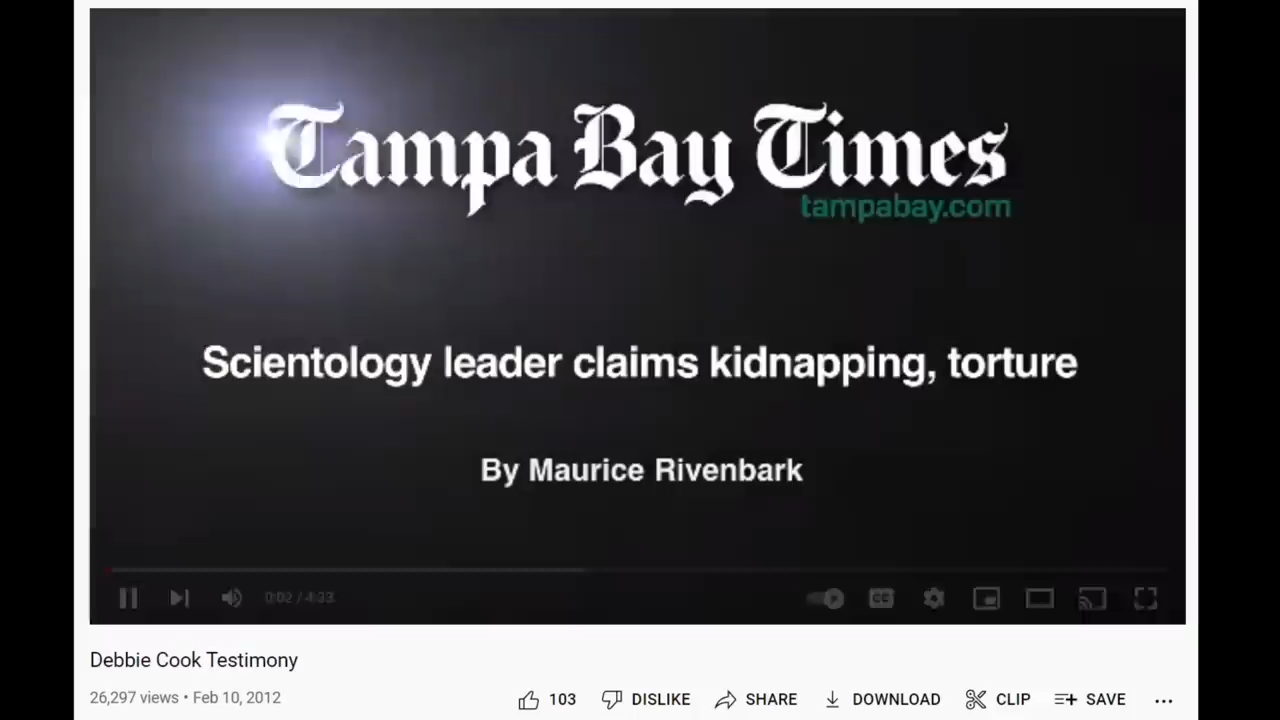 Tampa Bay Times
tampabay.com
Scientology leader claims kidnapping, torture
By Maurice Rivenbark
0:02 / 4:33
CC
Debbie Cook Testimony
26,297 views • Feb 10, 2012
103 DISLIKE SHARE DOWNLOAD CLIP SAVE ...